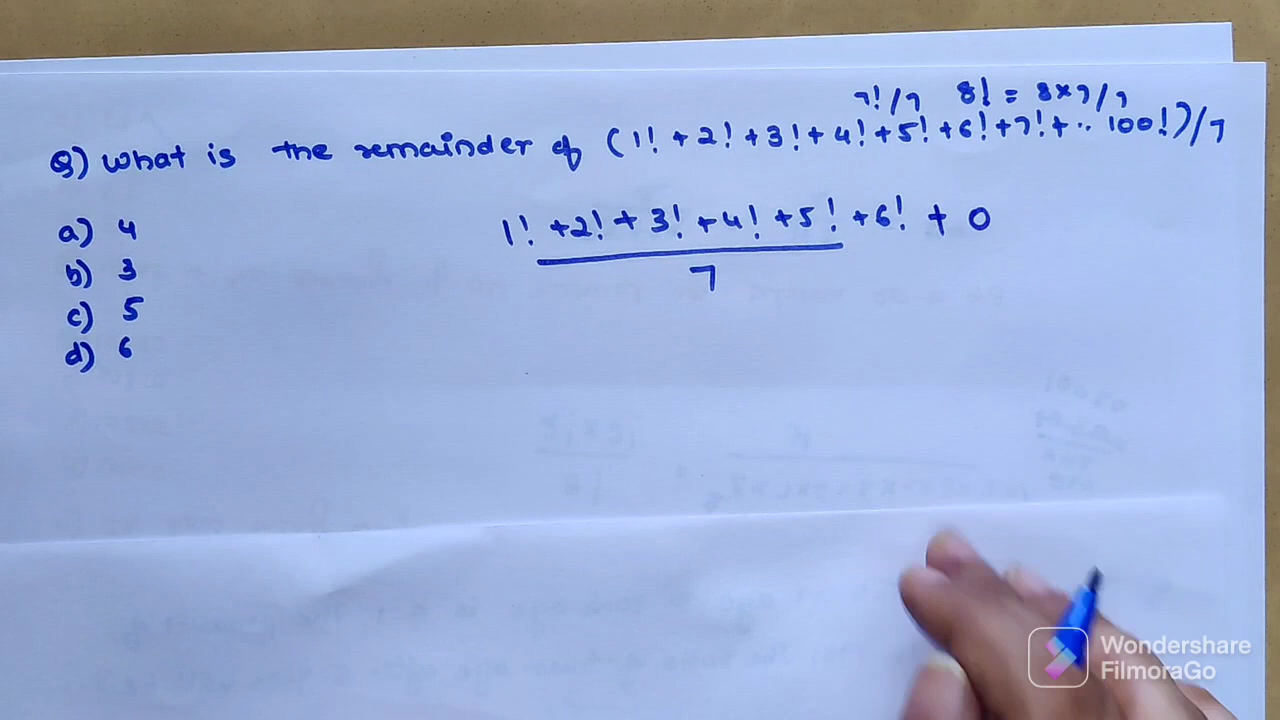 7!/7 8! = 8×7/7
Q) What is the remainder of (1! + 2! + 3! + 4! + 5! + 6! + 7! + .. 100!)/7
a) 4
b) 3
c) 5
d) 6
1! + 2! + 3! + 4! + 5! + 6! + 0
7
Wondershare
FilmoraGo